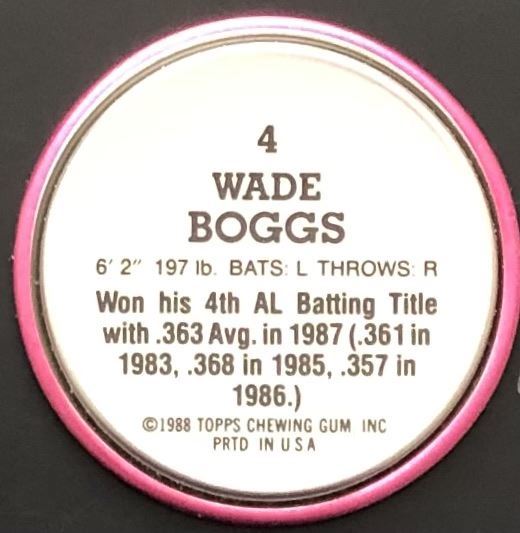 4
WADE
BOGGS
6' 2" 197 lb. BATS: L THROWS: R
Won his 4th AL Batting Title
with .363 Avg. in 1987 (.361 in
1983, .368 in 1985, .357 in
1986.)
©1988 TOPPS CHEWING GUM INC
PRTD IN U S A